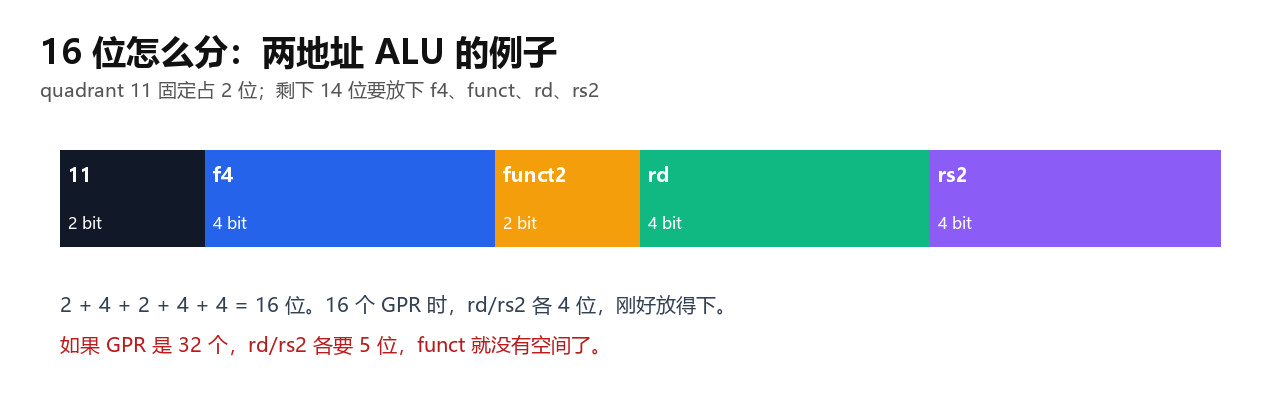 16 位怎么分：两地址 ALU 的例子
quadrant 11 固定占 2 位；剩下 14 位要放下 f4、funct、rd、rs2
11 f4 funct2 rd rs2
2 bit 4 bit 2 bit 4 bit 4 bit
2 + 4 + 2 + 4 + 4 = 16 位。16 个 GPR 时，rd/rs2 各 4 位，刚好放得下。
如果 GPR 是 32 个，rd/rs2 各要 5 位，funct 就没有空间了。